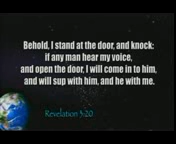 Behold, I stand at the door, and knock:
if any man hear my voice,
and open the door, I will come in to him,
and will sup with him, and he with me.
Revelation 3:20